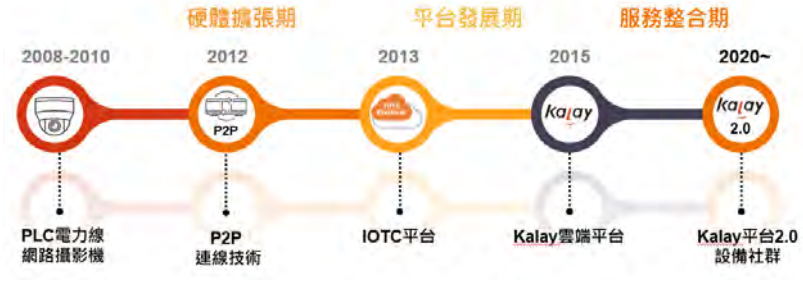 硬體擴張期
平台發展期
服務整合期
2008-2010
2012
2013
2015
2020~
P2P
kalay
kalay
2.0
PLC電力線
網路攝影機
P2P
連線技術
IOTC平台
Kalay雲端平台
Kalay平台2.0
設備社群